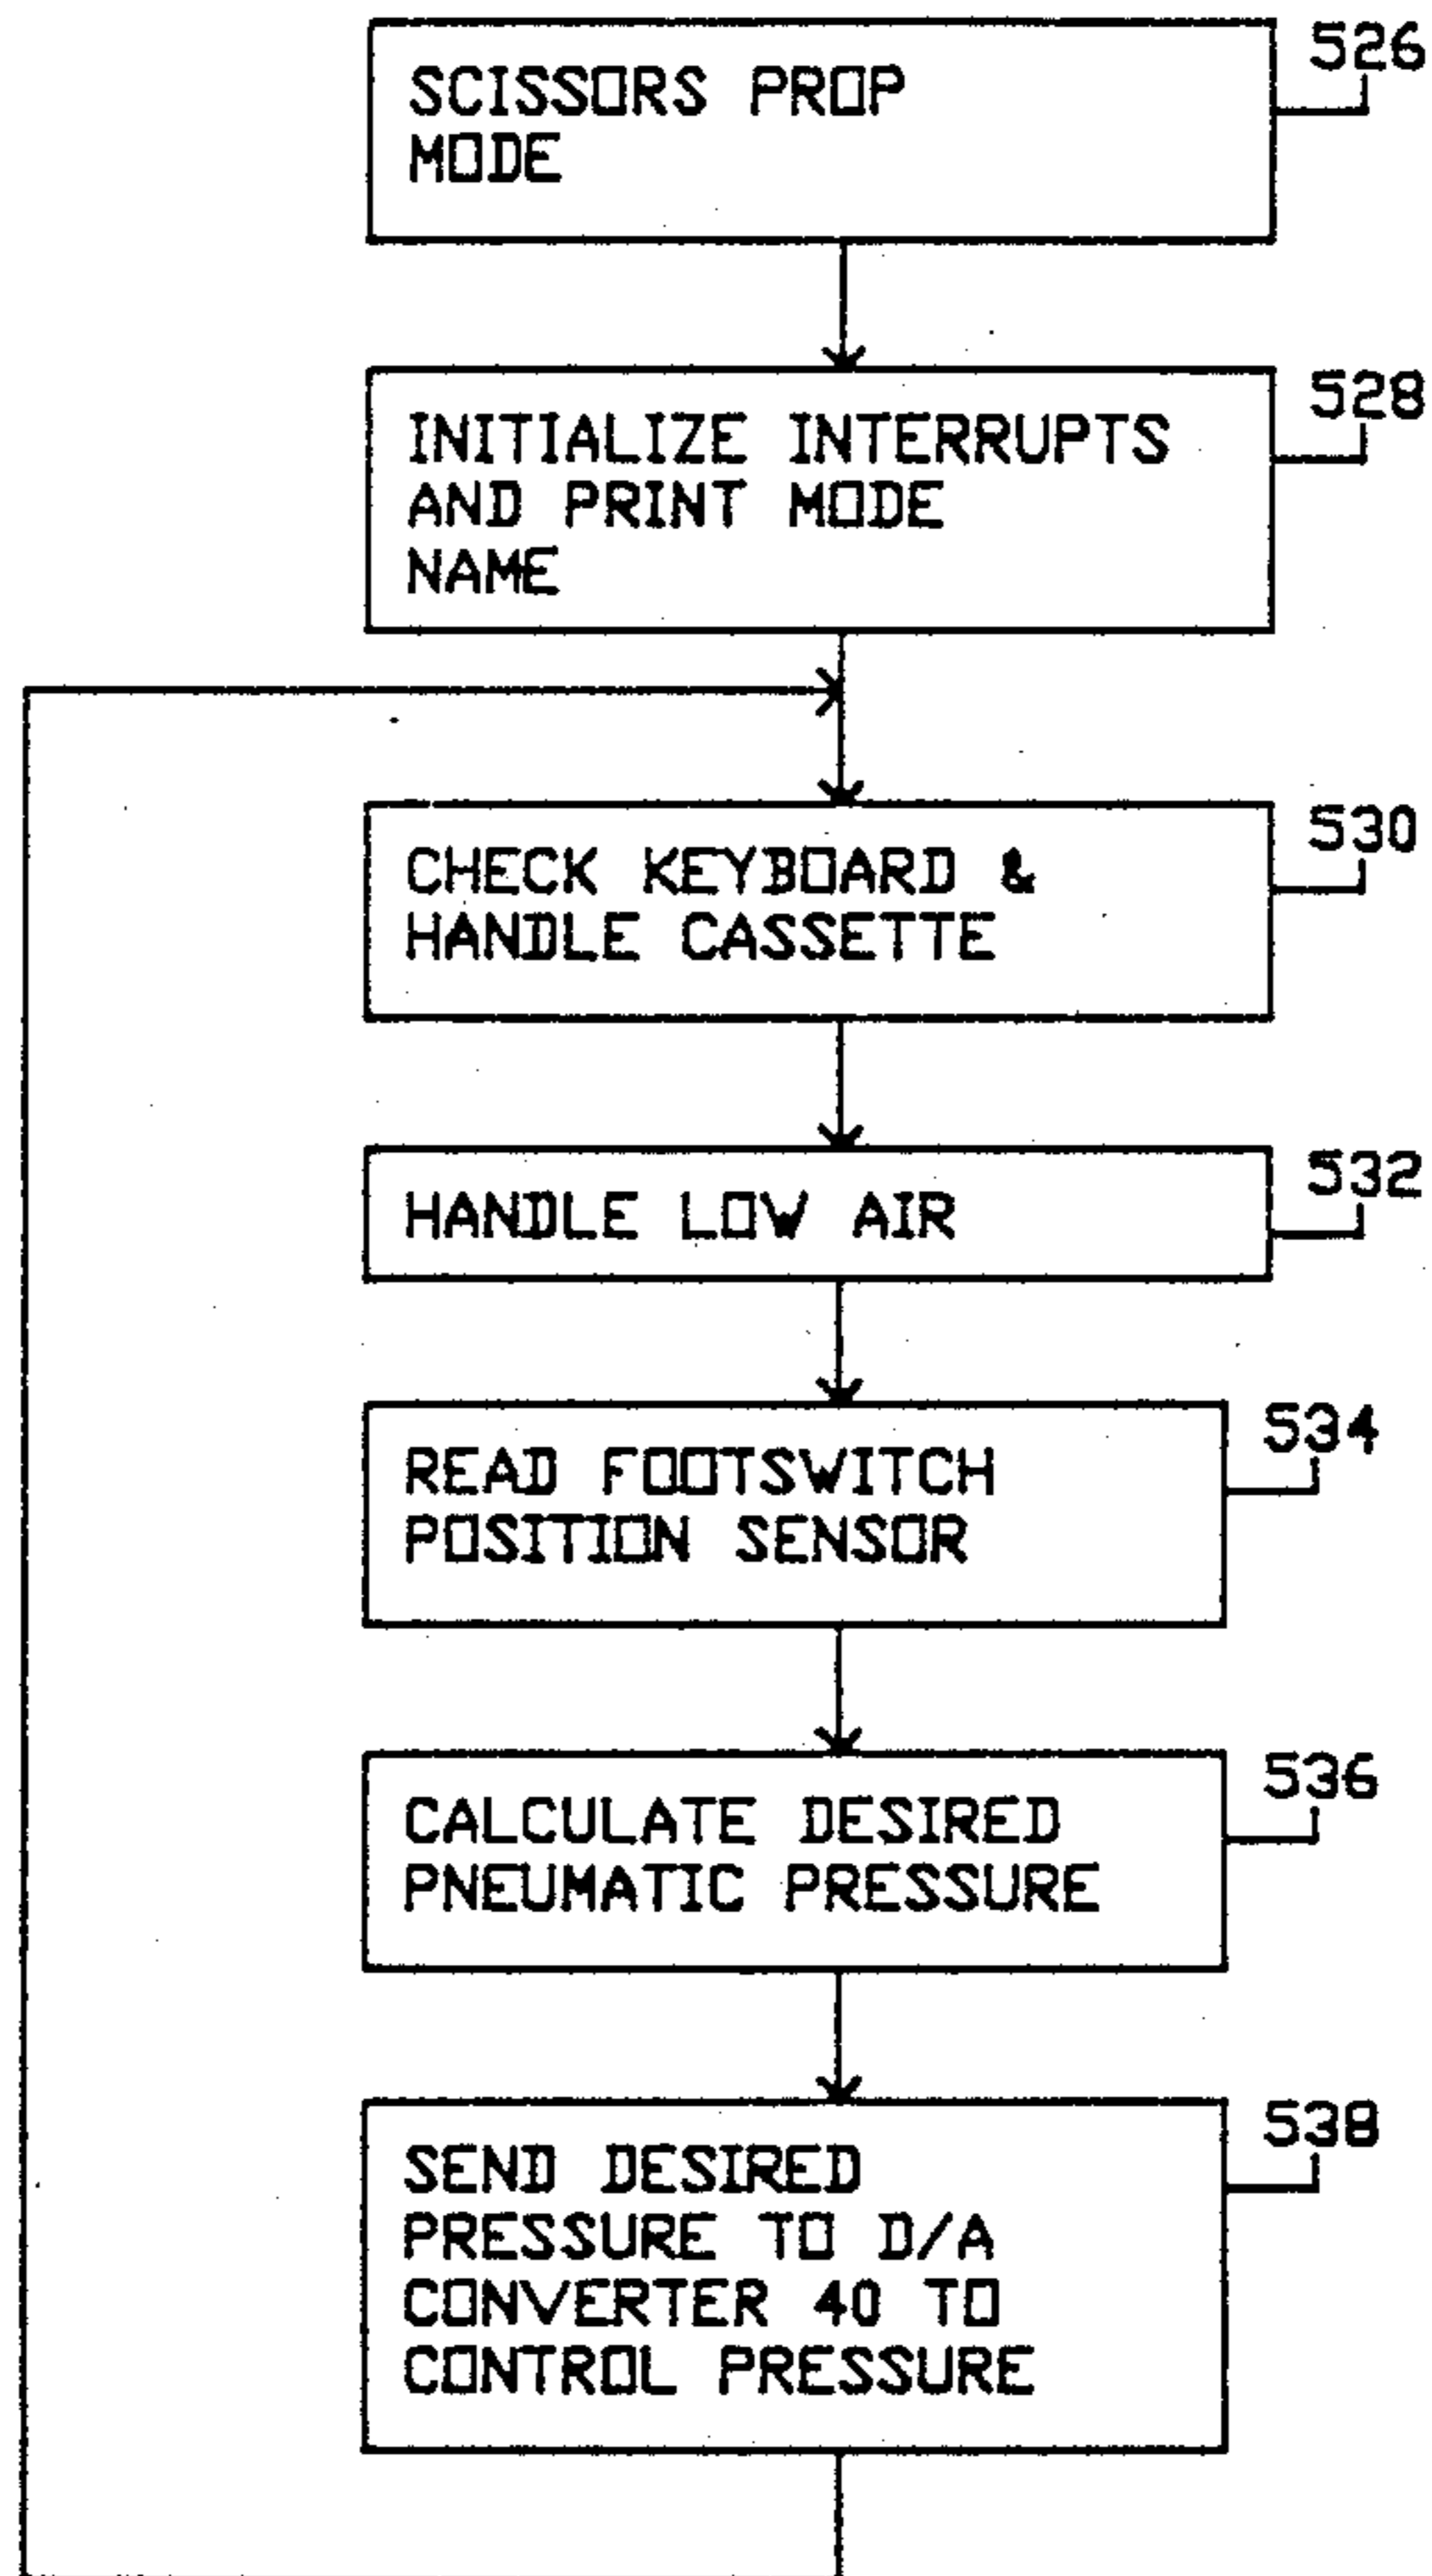 526
SCISSORS PROP
MODE
528
INITIALIZE INTERRUPTS
AND PRINT MODE
NAME
530
CHECK KEYBOARD &
HANDLE CASSETTE
532
HANDLE LOW AIR
534
READ FOOTSWITCH
POSITION SENSOR
536
CALCULATE DESIRED
PNEUMATIC PRESSURE
538
SEND DESIRED
PRESSURE TO D/A
CONVERTER 40 TO
CONTROL PRESSURE